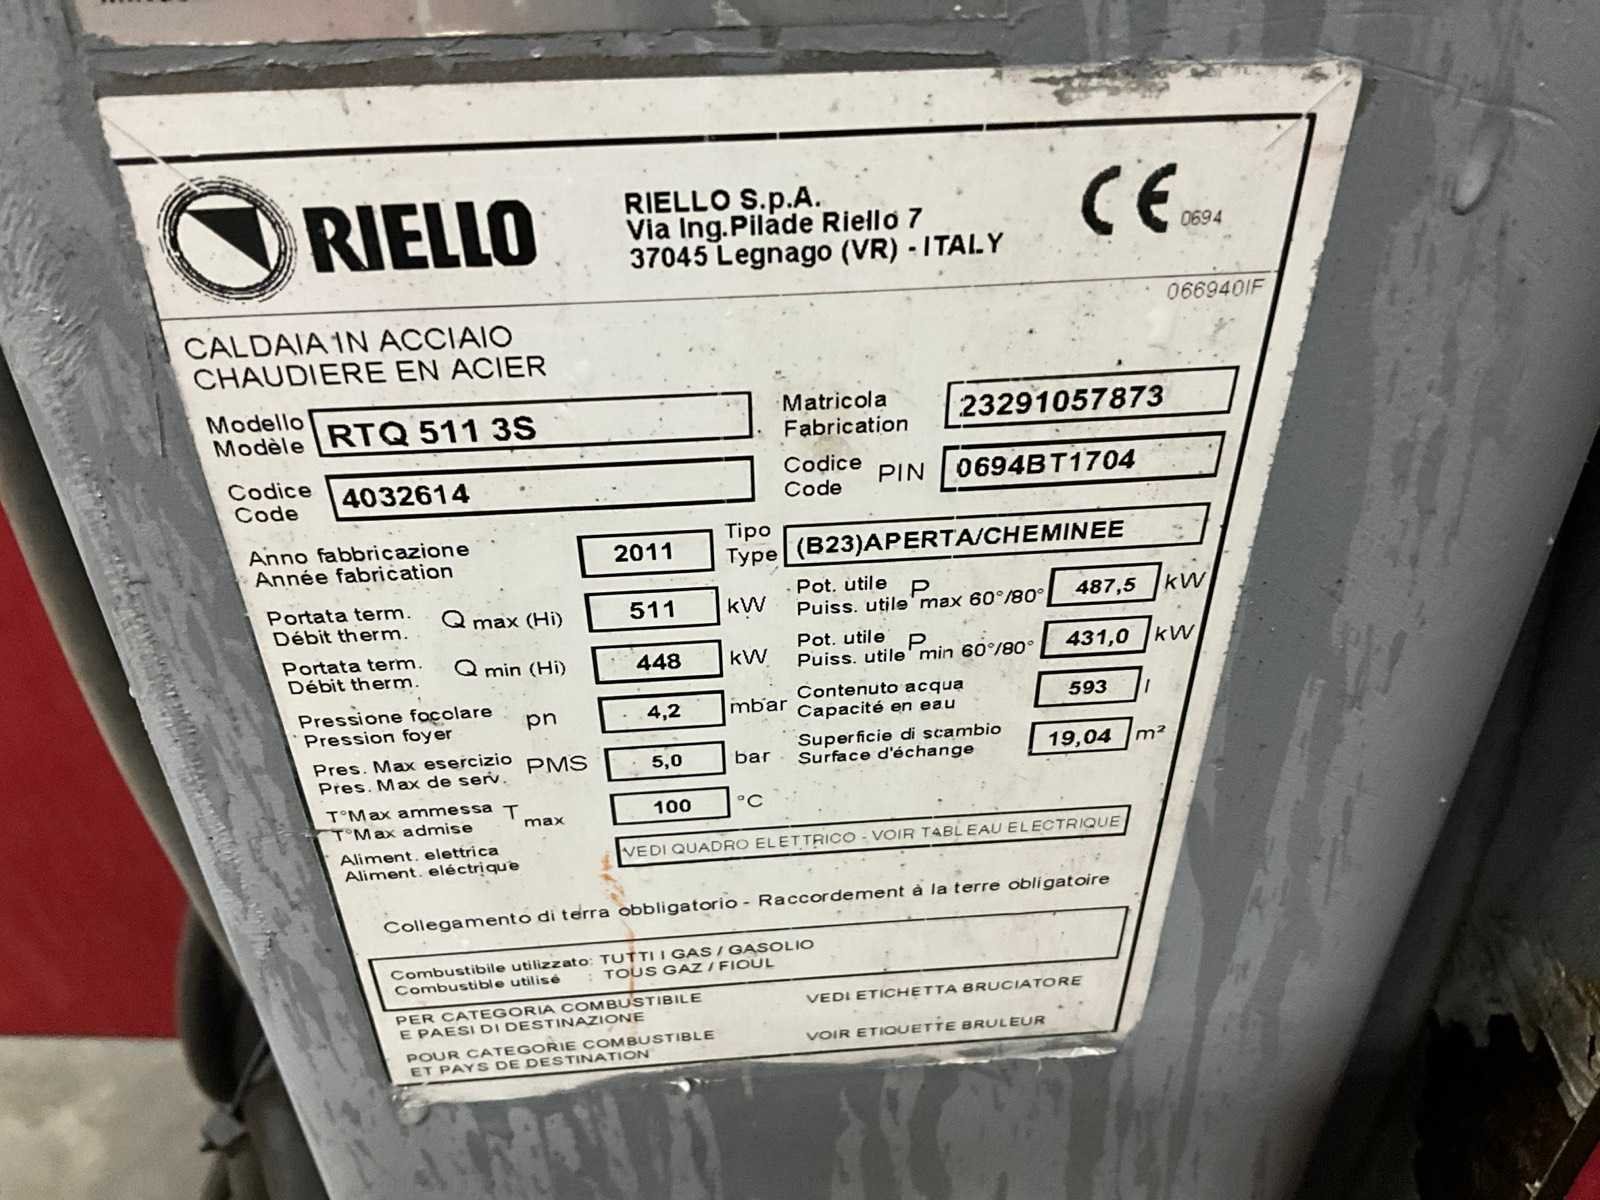 RIELLO
RIELLO S.p.A.
Via Ing.Pilade Riello 7
37045 Legnago (VR) - ITALY
CE 0694
066940IF
CALDAIA IN ACCIAIO
CHAUDIERE EN ACIER
Modello
Modèle
RTQ 511 3S
Matricola
Fabrication
23291057873
Codice
Code
4032614
Codice
Code
PIN
0694BT1704
Anno fabbricazione
Année fabrication
2011
Tipo
Type
(B23)APERTA/CHEMINEE
Portata term.
Débit therm.
Q max (Hi)
511 kW
Pot. utile
Puiss. utile
P max 60°/80°
487,5 kW
Portata term.
Débit therm.
Q min (Hi)
448 kW
Pot. utile
Puiss. utile
P min 60°/80°
431,0 kW
Pressione focolare
Pression foyer
pn
4,2 mbar
Contenuto acqua
Capacité en eau
593 l
Pres. Max esercizio
Pres. Max de serv.
PMS
5,0 bar
Superficie di scambio
Surface d'échange
19,04 m²
T°Max ammessa
T°Max admise
T max
100 °C
Aliment. elettrica
Aliment. eléctrique
VEDI QUADRO ELETTRICO - VOIR TABLEAU ELECTRIQUE
Collegamento di terra obbligatorio - Raccordement à la terre obligatoire
Combustibile utilizzato: TUTTI I GAS / GASOLIO
Combustible utilisé : TOUS GAZ / FIOUL
PER CATEGORIA COMBUSTIBILE
E PAESI DI DESTINAZIONE
VEDI ETICHETTA BRUCIATORE
POUR CATEGORIE COMBUSTIBLE
ET PAYS DE DESTINATION
VOIR ETIQUETTE BRULEUR